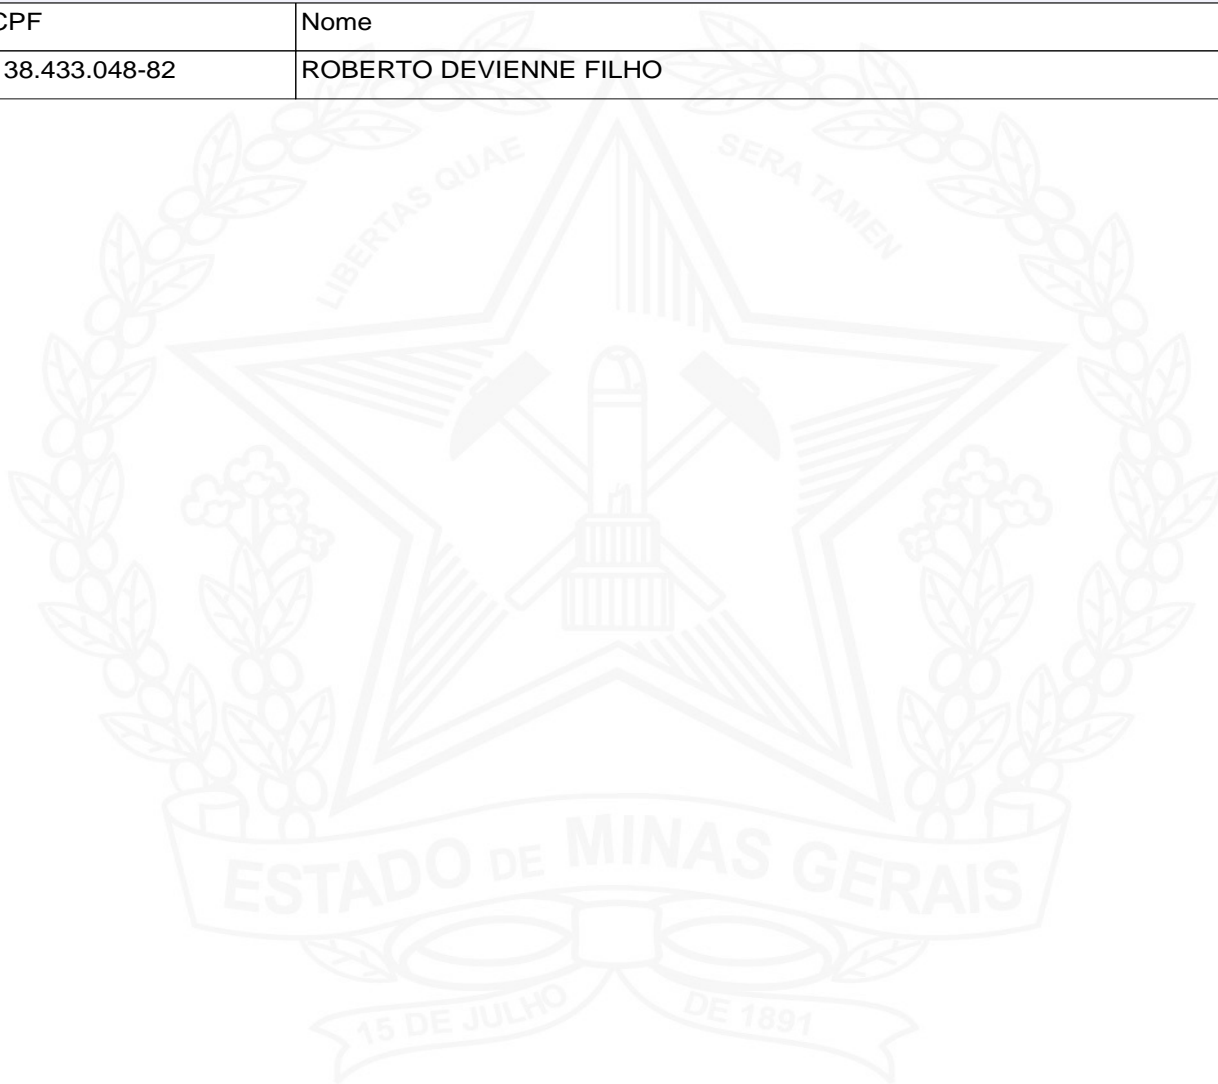 CPF Nome
38.433.048-82 ROBERTO DEVIENNE FILHO
LIBERTAS QUAE SERA TAMEN
ESTADO DE MINAS GERAIS
15 DE JULHO DE 1891